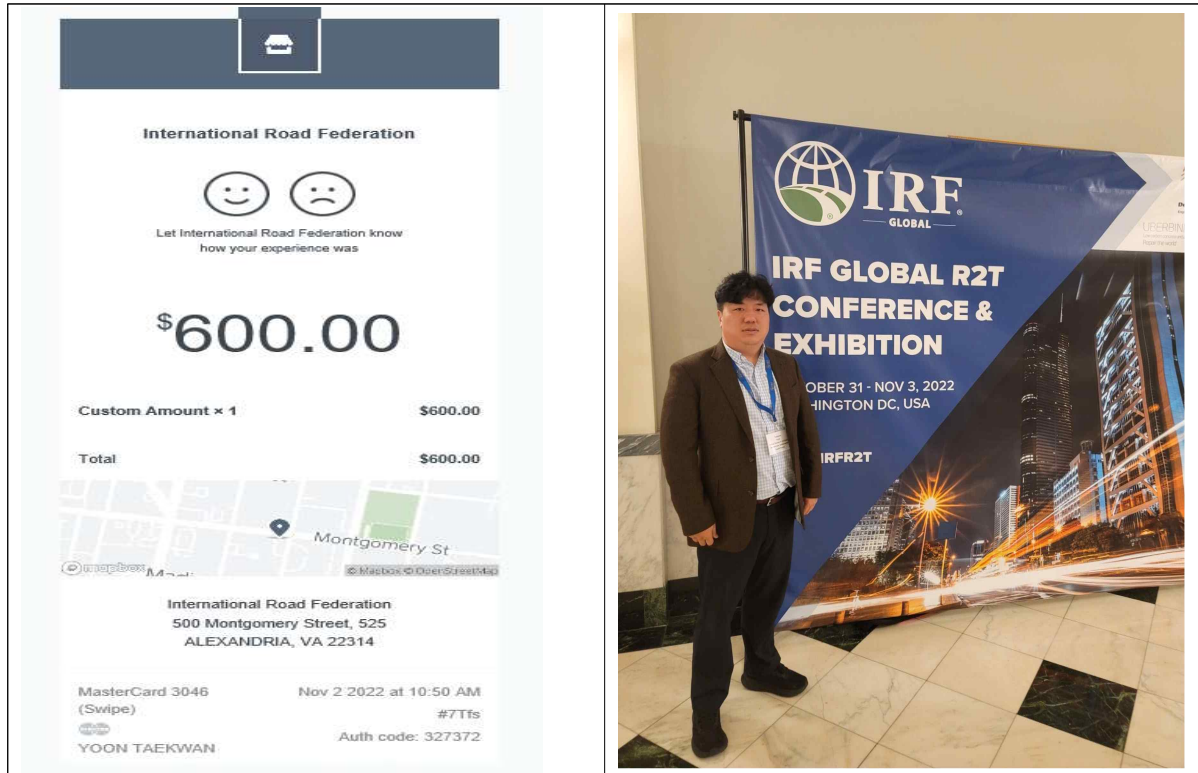 International Road Federation
Let International Road Federation know
how your experience was
$600.00
Custom Amount × 1 $600.00
Total $600.00
Montgomery St
mapbox
© Mapbox © OpenStreetMap
International Road Federation
500 Montgomery Street, 525
ALEXANDRIA, VA 22314
MasterCard 3046 Nov 2 2022 at 10:50 AM
(Swipe) #7Tfs
Auth code: 327372
YOON TAEKWAN
IRF
GLOBAL
IRF GLOBAL R2T
CONFERENCE &
EXHIBITION
OBER 31 - NOV 3, 2022
HINGTON DC, USA
IRFR2T